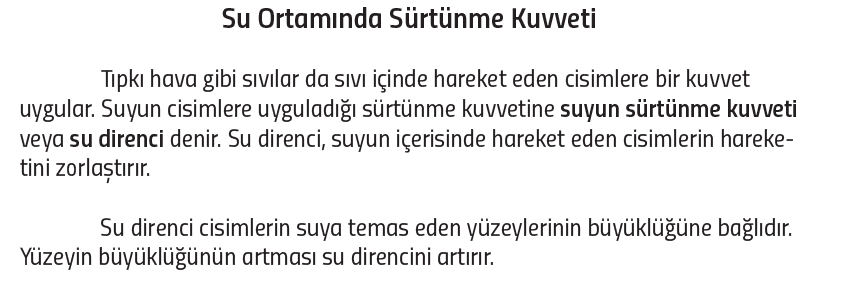 Su Ortamında Sürtünme Kuvveti
Tıpkı hava gibi sıvılar da sıvı içinde hareket eden cisimlere bir kuvvet
uygular. Suyun cisimlere uyguladığı sürtünme kuvvetine suyun sürtünme kuvveti
veya su direnci denir. Su direnci, suyun içerisinde hareket eden cisimlerin hareke-
tini zorlaştırır.
Su direnci cisimlerin suya temas eden yüzeylerinin büyüklüğüne bağlıdır.
Yüzeyin büyüklüğünün artması su direncini artırır.